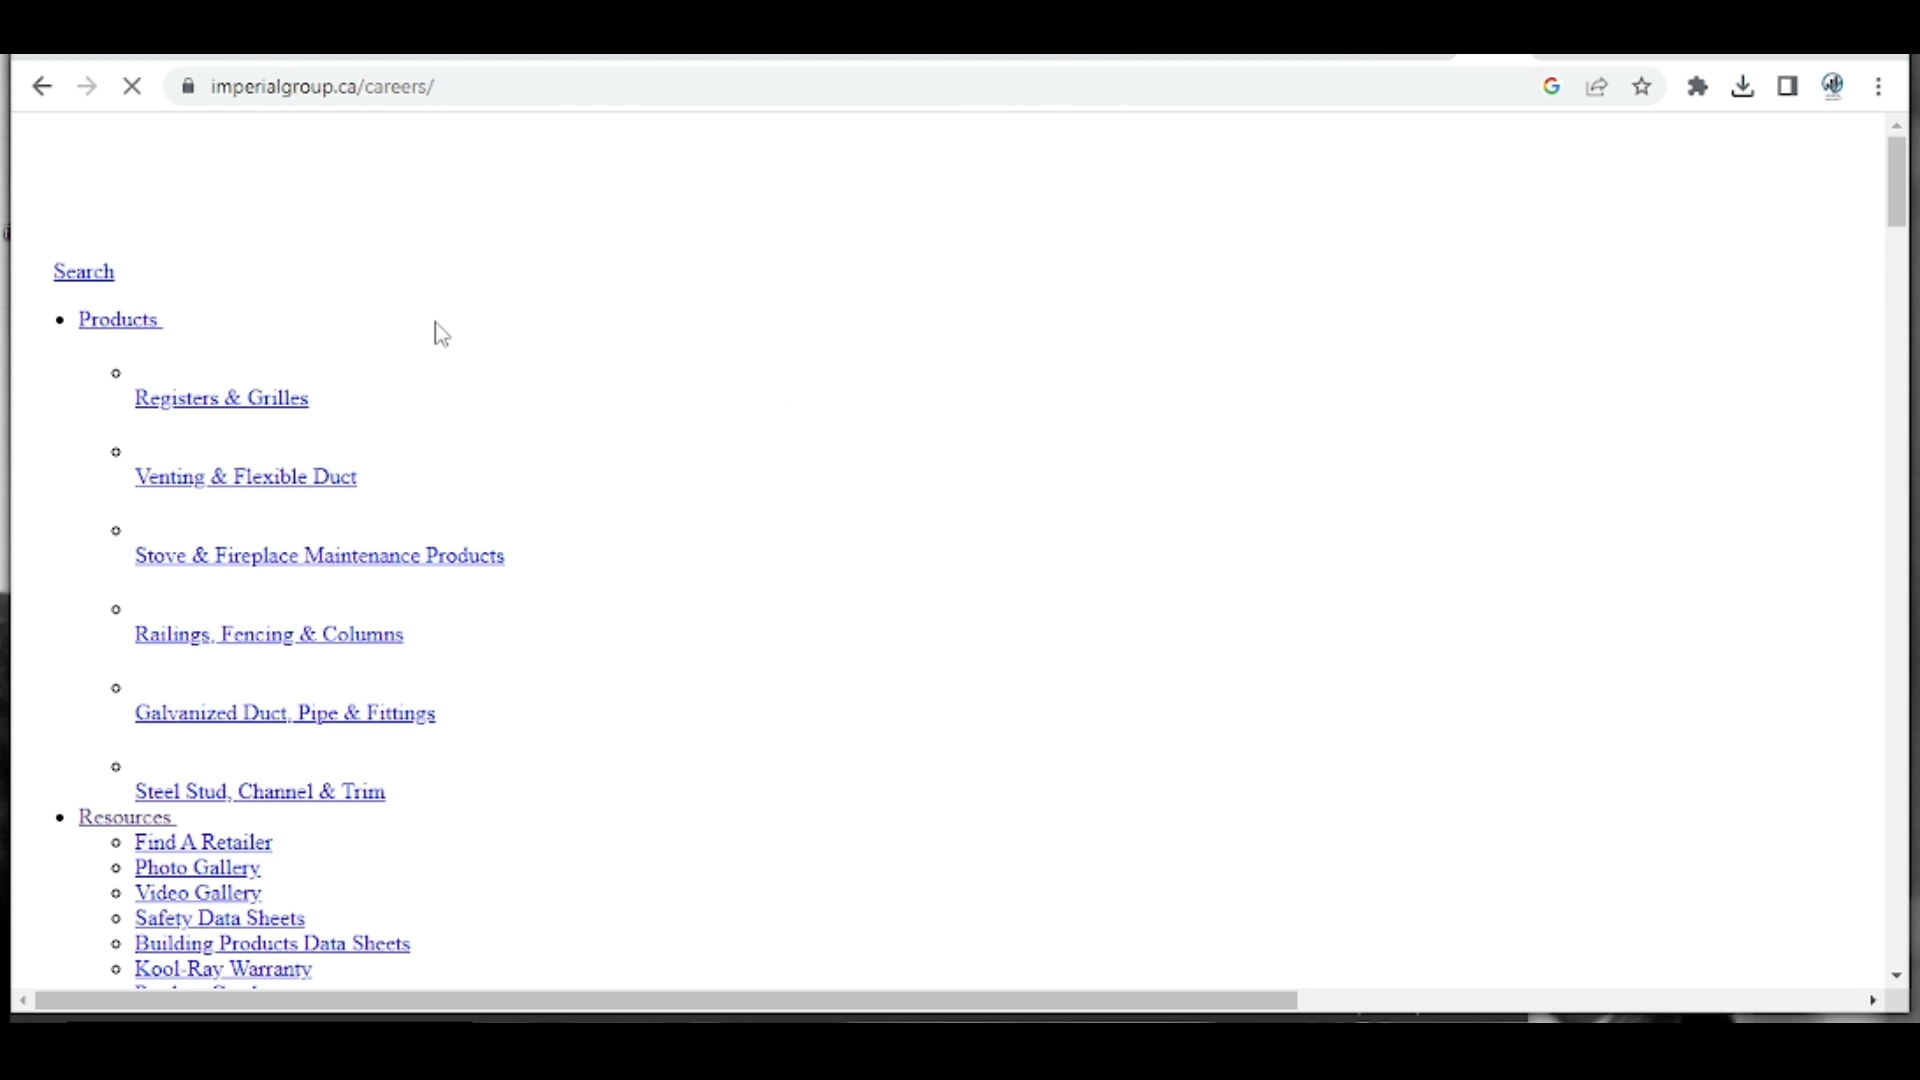 imperialgroup.ca/careers/
Search
Products
Registers & Grilles
Venting & Flexible Duct
Stove & Fireplace Maintenance Products
Railings, Fencing & Columns
Galvanized Duct, Pipe & Fittings
Steel Stud, Channel & Trim
Resources
Find A Retailer
Photo Gallery
Video Gallery
Safety Data Sheets
Building Products Data Sheets
Kool-Ray Warranty